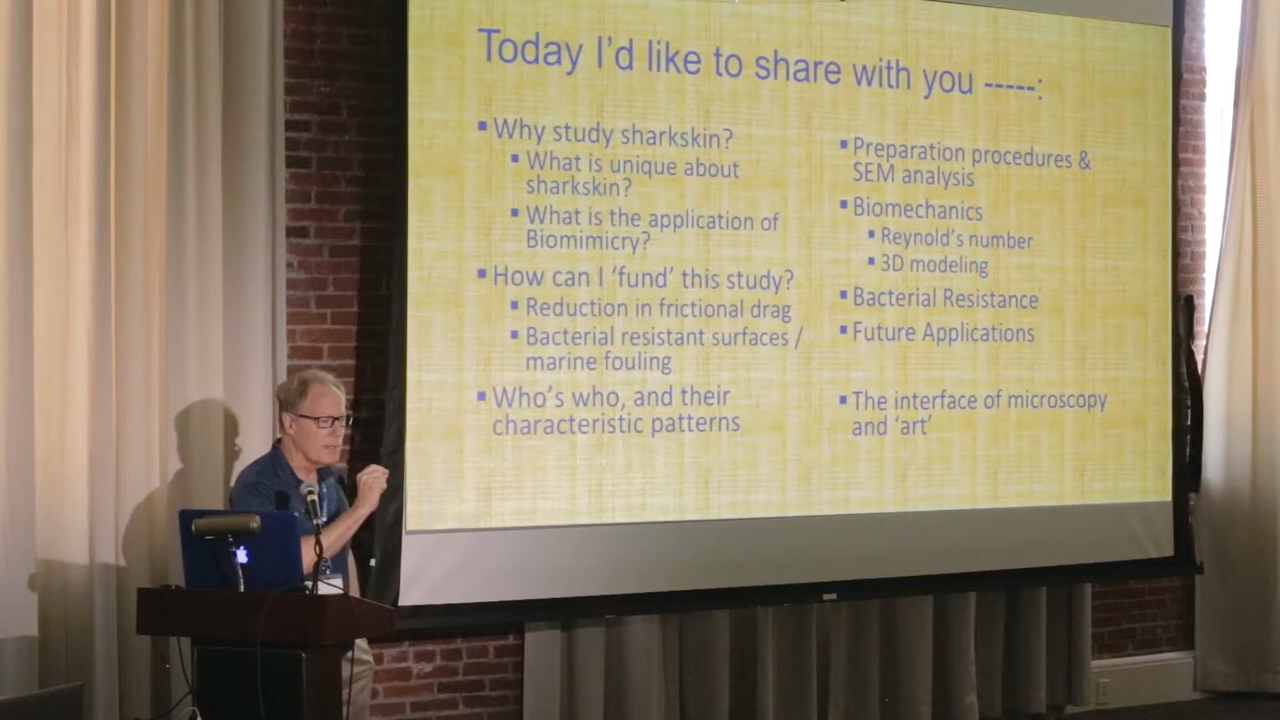 Today I'd like to share with you -----:
▪ Why study sharkskin?
▪ What is unique about
sharkskin?
▪ What is the application of
Biomimicry?
▪ How can I 'fund' this study?
▪ Reduction in frictional drag
▪ Bacterial resistant surfaces /
marine fouling
▪ Who's who, and their
characteristic patterns
▪ Preparation procedures &
SEM analysis
▪ Biomechanics
▪ Reynold's number
▪ 3D modeling
▪ Bacterial Resistance
▪ Future Applications
▪ The interface of microscopy
and 'art'